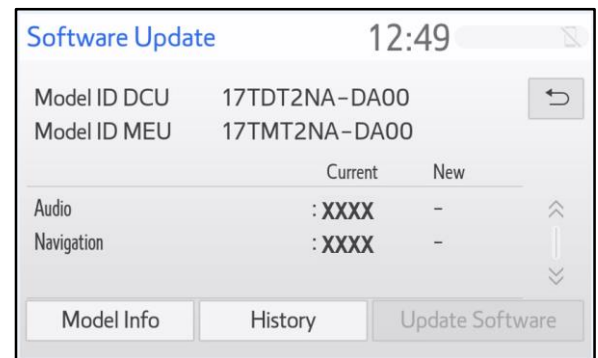 Software Update 12:49
Model ID DCU 17TDT2NA-DA00
Model ID MEU 17TMT2NA-DA00
Current New
Audio : XXXX -
Navigation : XXXX -
Model Info History Update Software